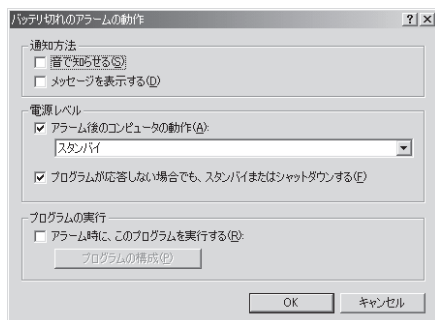 バッテリ切れのアラームの動作
通知方法
音で知らせる(S)
メッセージを表示する(D)
電源レベル
アラーム後のコンピュータの動作(A):
スタンバイ
プログラムが応答しない場合でも、スタンバイまたはシャットダウンする(F)
プログラムの実行
アラーム時に、このプログラムを実行する(R):
プログラムの構成(P)
OK キャンセル